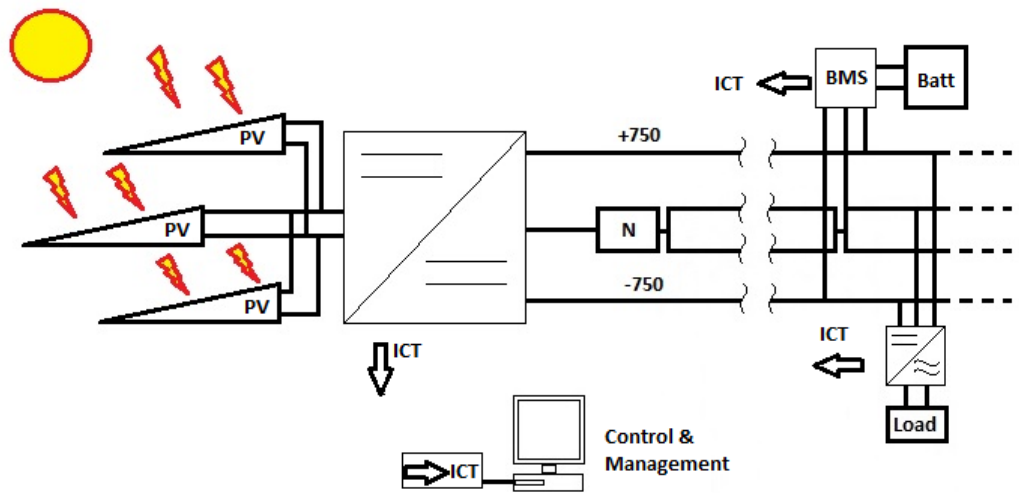 ICT
BMS
Batt
PV
+750
PV
N
PV
-750
ICT
ICT
Load
ICT
Control &
Management